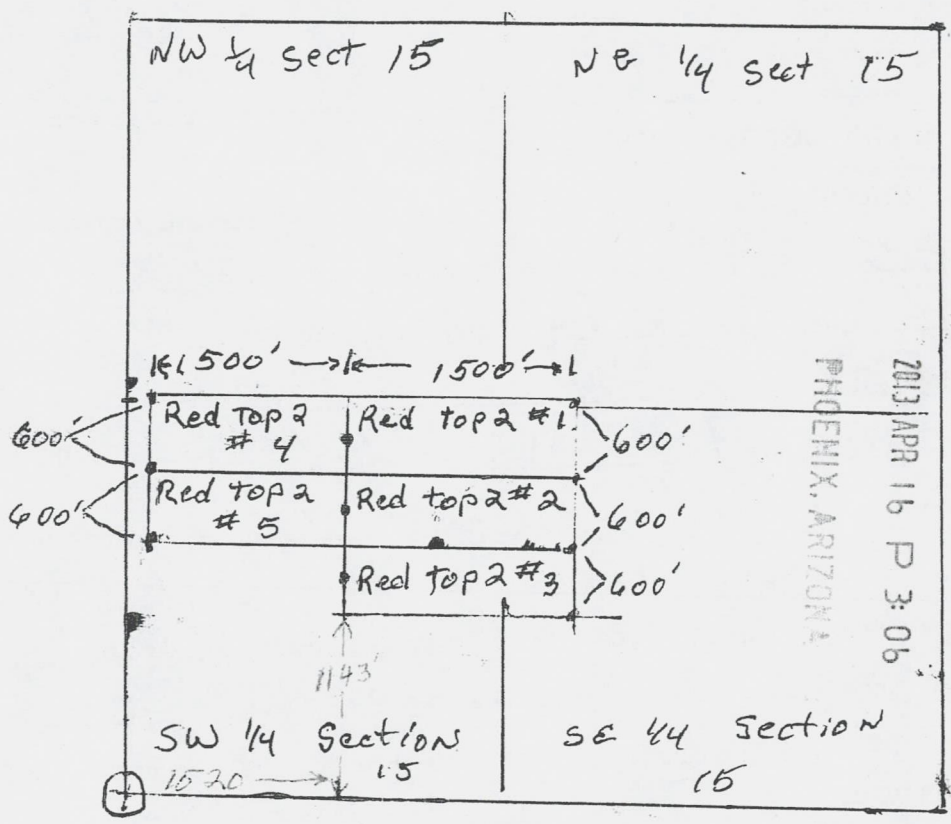 NW 1/4 Sect 15
NE 1/4 Sect 15
1500'
1500'
600'
Red top 2
# 4
Red top 2 #1
600'
600'
Red top 2
# 5
Red top 2 #2
600'
Red top 2 #3
600'
1143'
SW 1/4 Section
15
SE 1/4 Section
15
1520
2013 APR 16 P 3:06
PHOENIX, ARIZONA